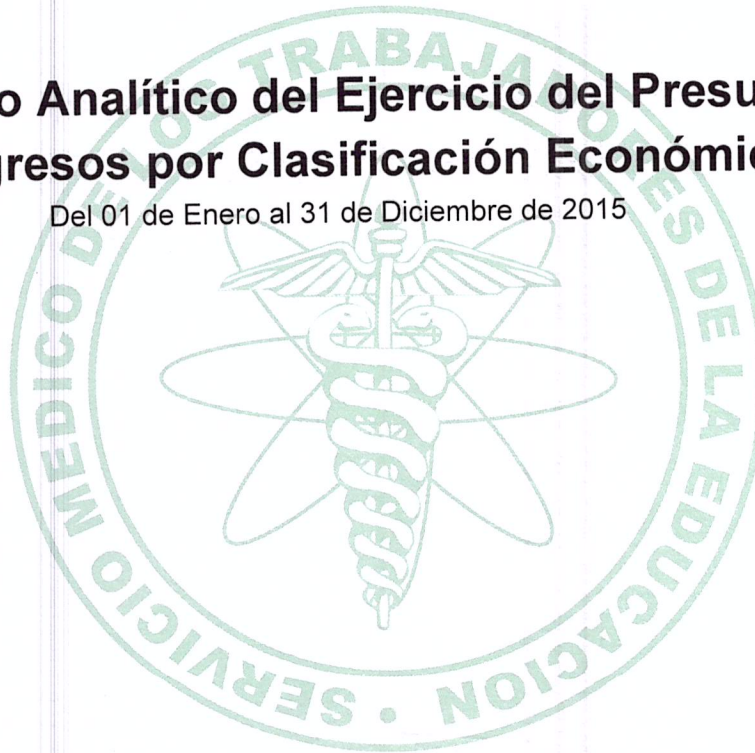 o Analítico del Ejercicio del Presu
gresos por Clasificación Económi
Del 01 de Enero al 31 de Diciembre de 2015
SERVICIO MEDICO DE LOS TRABAJADORES DE LA EDUCACION •